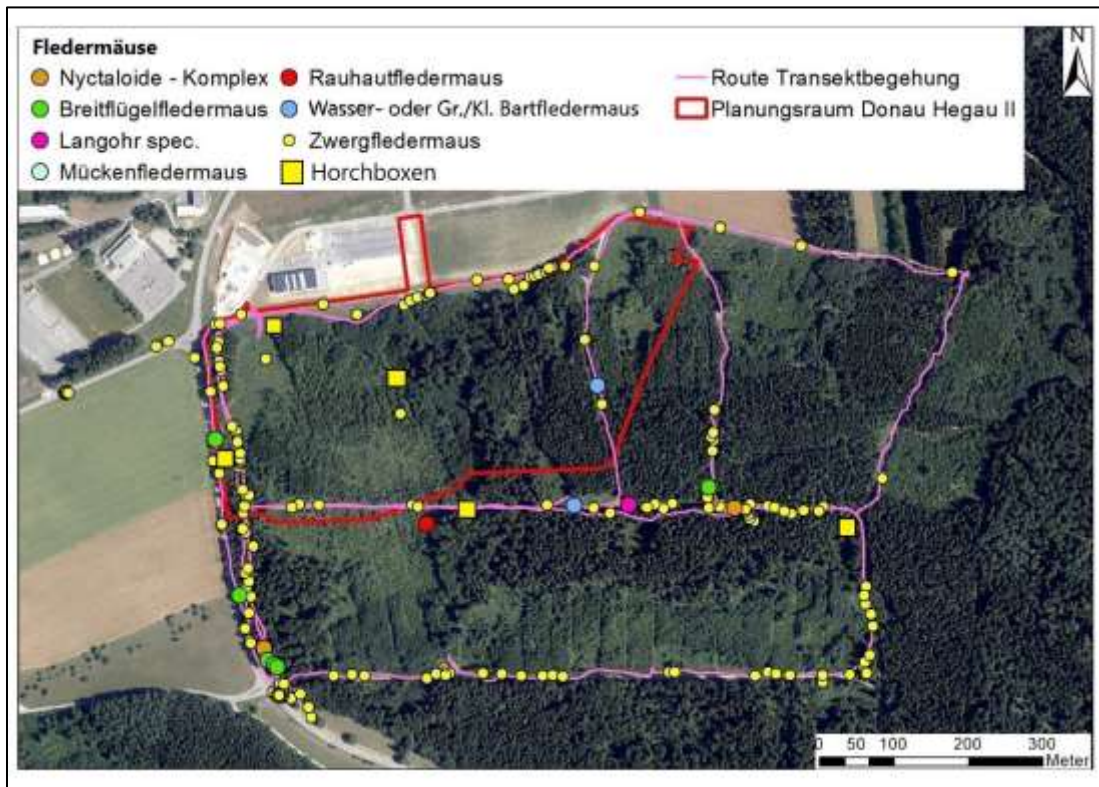 Fledermäuse
Nyctaloide - Komplex
Breitflügelfledermaus
Langohr spec.
Mückenfledermaus
Rauhautfledermaus
Wasser- oder Gr./Kl. Bartfledermaus
Zwergfledermaus
Horchboxen
Route Transektbegehung
Planungsraum Donau Hegau II
N
0 50 100 200 300
Meter